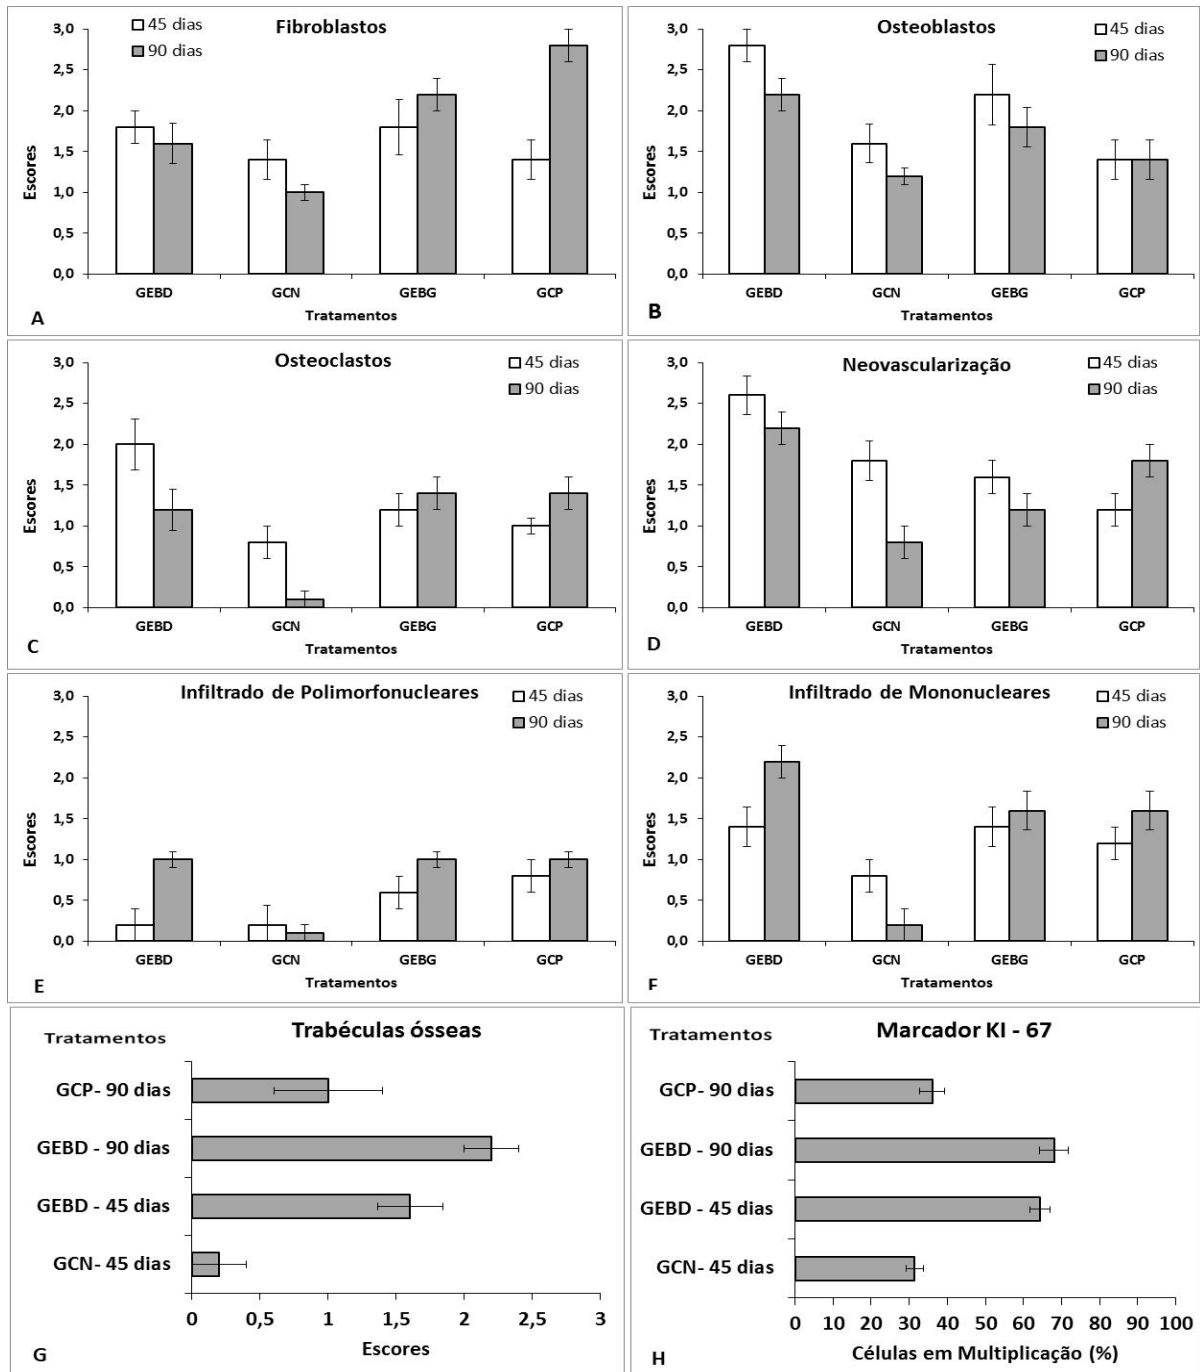 Fibroblastos
45 dias
90 dias
Escores
3,0
2,5
2,0
1,5
1,0
0,5
0,0
GEBD GCN GEBG GCP
Tratamentos
A
Osteoblastos
45 dias
90 dias
Escores
3,0
2,5
2,0
1,5
1,0
0,5
0,0
GEBD GCN GEBG GCP
Tratamentos
B
Osteoclastos
45 dias
90 dias
Escores
3,0
2,5
2,0
1,5
1,0
0,5
0,0
GEBD GCN GEBG GCP
Tratamentos
C
Neovascularização
45 dias
90 dias
Escores
3,0
2,5
2,0
1,5
1,0
0,5
0,0
GEBD GCN GEBG GCP
Tratamentos
D
Infiltrado de Polimorfonucleares
45 dias
90 dias
Escores
3,0
2,5
2,0
1,5
1,0
0,5
0,0
GEBD GCN GEBG GCP
Tratamentos
E
Infiltrado de Mononucleares
45 dias
90 dias
Escores
3,0
2,5
2,0
1,5
1,0
0,5
0,0
GEBD GCN GEBG GCP
Tratamentos
F
Trabéculas ósseas
Tratamentos
GCP- 90 dias
GEBD - 90 dias
GEBD - 45 dias
GCN- 45 dias
0 0,5 1 1,5 2 2,5 3
Escores
G
Marcador KI - 67
Tratamentos
GCP- 90 dias
GEBD - 90 dias
GEBD - 45 dias
GCN- 45 dias
0 10 20 30 40 50 60 70 80 90 100
Células em Multiplicação (%)
H